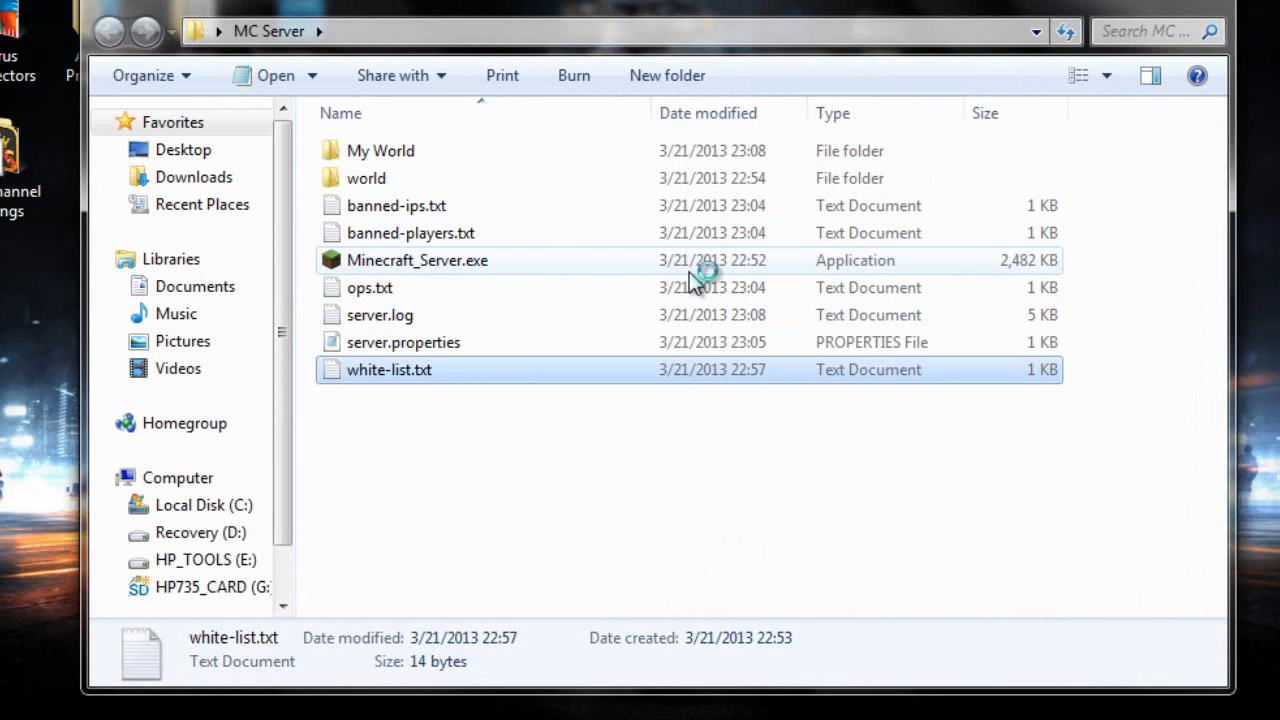 MC Server
Search MC ...
Organize Open Share with Print Burn New folder
Name Date modified Type Size
Favorites
Desktop
Downloads
Recent Places
Libraries
Documents
Music
Pictures
Videos
Homegroup
Computer
Local Disk (C:)
Recovery (D:)
HP_TOOLS (E:)
HP735_CARD (G:
My World 3/21/2013 23:08 File folder
world 3/21/2013 22:54 File folder
banned-ips.txt 3/21/2013 23:04 Text Document 1 KB
banned-players.txt 3/21/2013 23:04 Text Document 1 KB
Minecraft_Server.exe 3/21/2013 22:52 Application 2,482 KB
ops.txt 3/21/2013 23:04 Text Document 1 KB
server.log 3/21/2013 23:08 Text Document 5 KB
server.properties 3/21/2013 23:05 PROPERTIES File 1 KB
white-list.txt 3/21/2013 22:57 Text Document 1 KB
white-list.txt Date modified: 3/21/2013 22:57 Date created: 3/21/2013 22:53
Text Document Size: 14 bytes
rus
ectors
hannel
ngs
SD